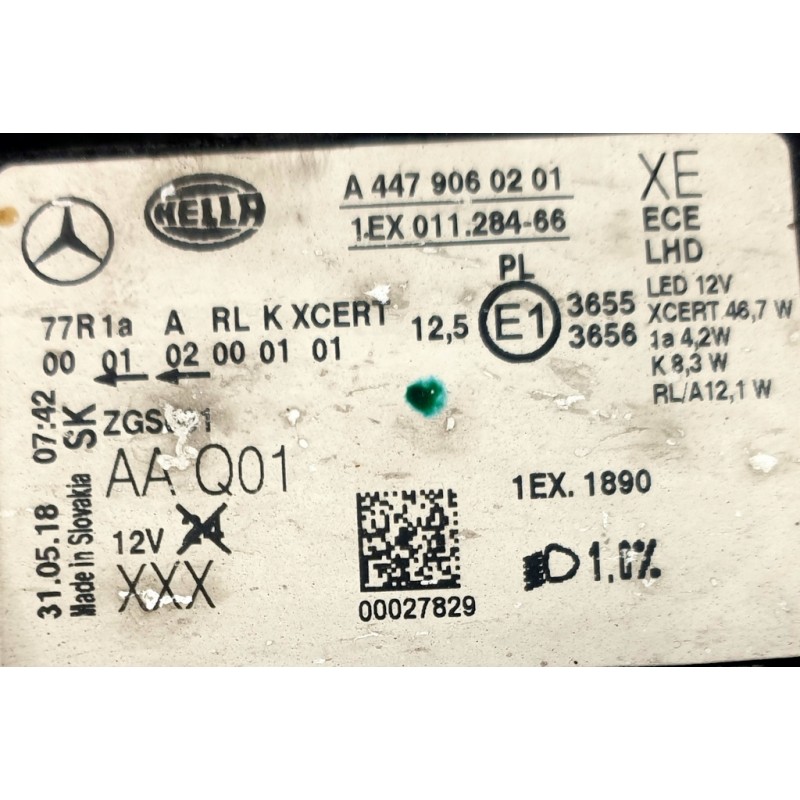 HELLA
A 447 906 02 01
1EX 011.284-66
XE
ECE
LHD
LED 12V
XCERT 46,7 W
1a 4,2W
K 8,3 W
RL/A12,1 W
PL
12,5 E1 3655
3656
77R 1a A RL K XCERT
00 01 02 00 01 01
31.05.18 07:42
Made in Slovakia SK
AA Q01
12V 24
XXX
00027829
1EX. 1890